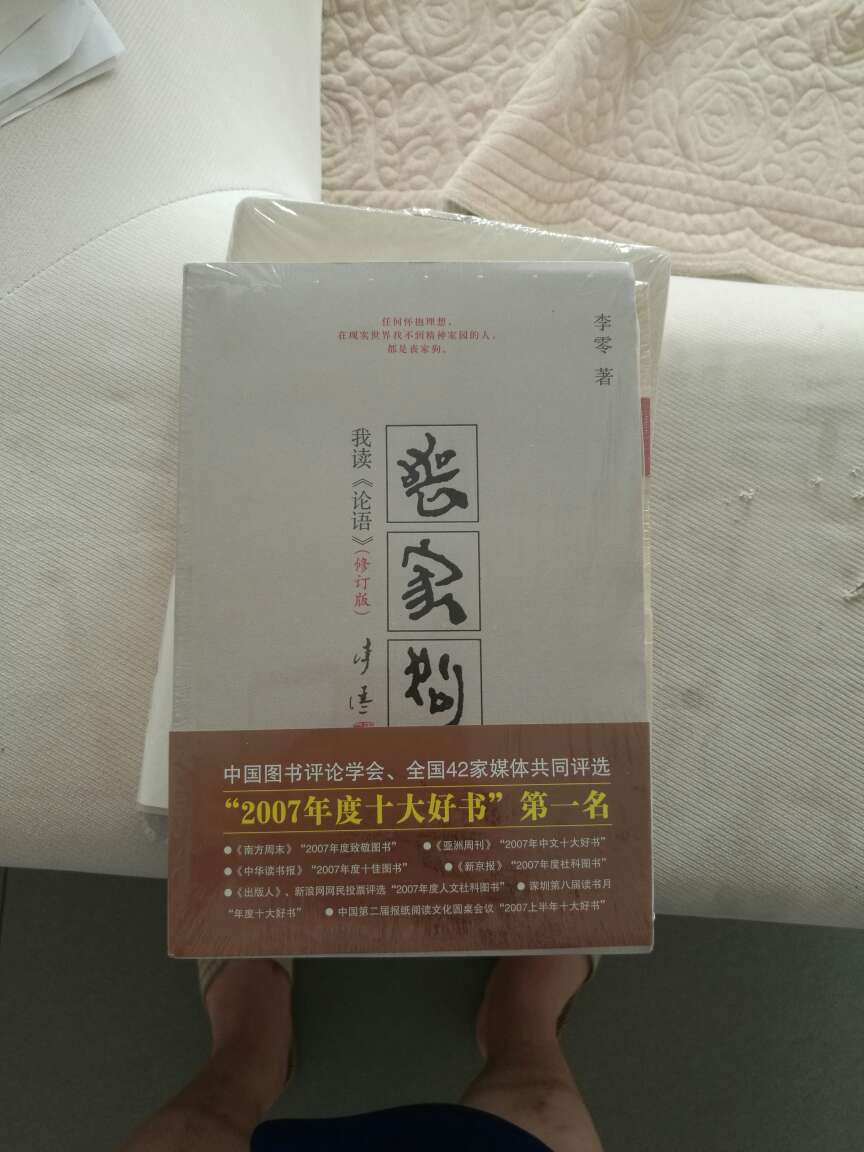 任何怀抱理想，
在现实世界找不到精神家园的人，
都是丧家狗。
李零 著
丧家狗
我读《论语》(修订版)
李零
中国图书评论学会、全国42家媒体共同评选
“2007年度十大好书”第一名
●《南方周末》“2007年度致敬图书” ●《亚洲周刊》“2007年中文十大好书”
●《中华读书报》“2007年度十佳图书” ●《新京报》“2007年度社科图书”
●《出版人》、新浪网网民投票评选“2007年度人文社科图书” ●深圳第八届读书月
“年度十大好书” ●中国第二届报纸阅读文化圆桌会议“2007上半年十大好书”